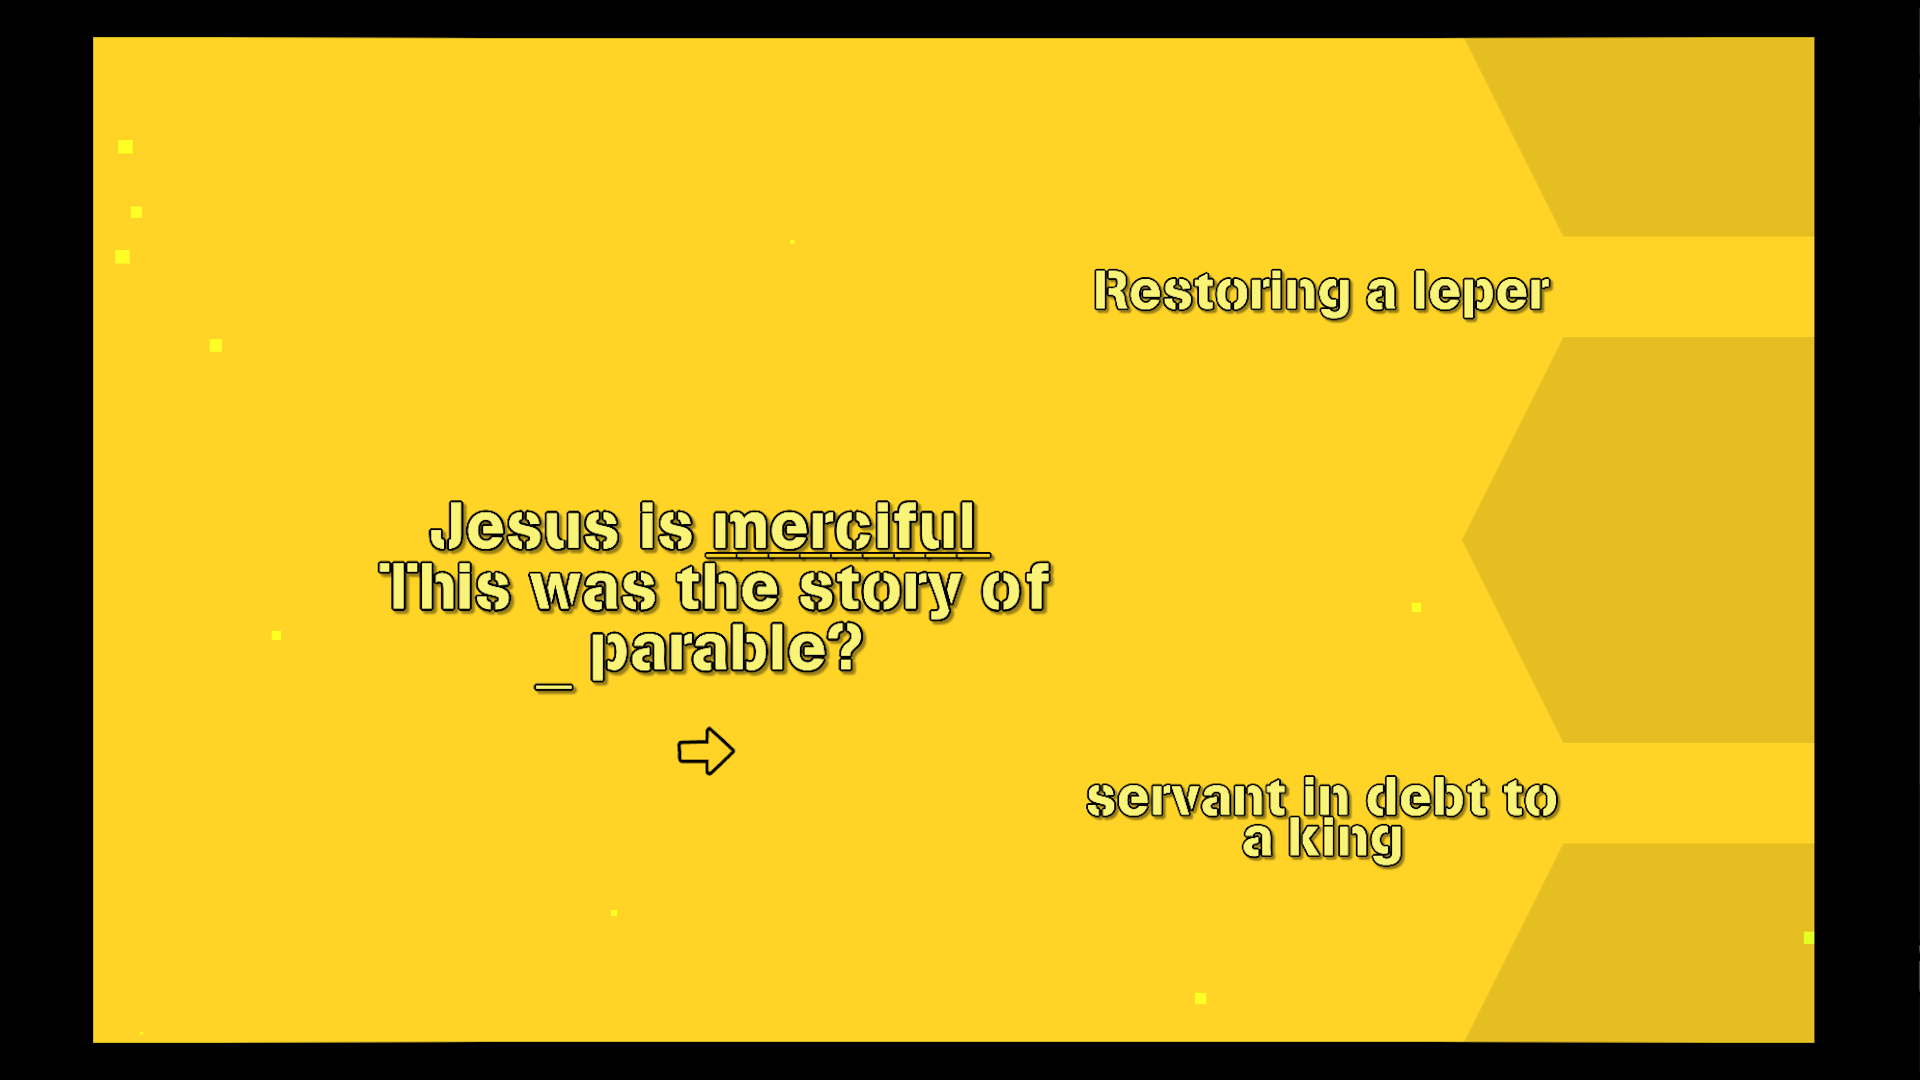 Restoring a leper
Jesus is merciful
This was the story of
_ parable?
servant in debt to
a king